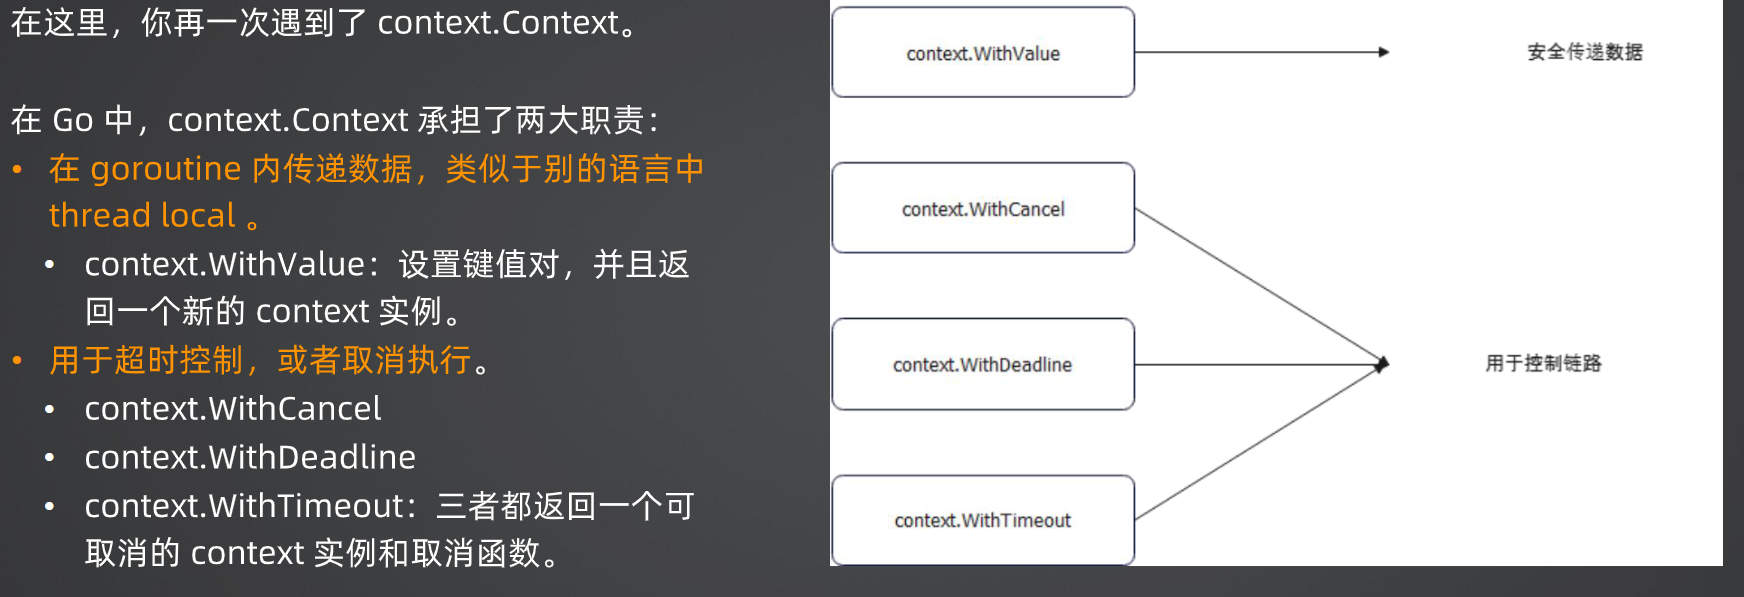 在这里，你再一次遇到了 context.Context。
在 Go 中，context.Context 承担了两大职责：
• 在 goroutine 内传递数据，类似于别的语言中
thread local 。
• context.WithValue：设置键值对，并且返
回一个新的 context 实例。
• 用于超时控制，或者取消执行。
• context.WithCancel
• context.WithDeadline
• context.WithTimeout：三者都返回一个可
取消的 context 实例和取消函数。
context.WithValue
安全传递数据
context.WithCancel
context.WithDeadline
用于控制链路
context.WithTimeout